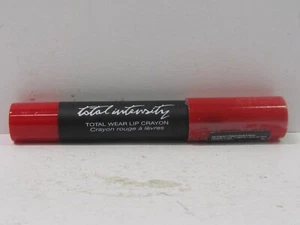 total intensity
TOTAL WEAR LIP CRAYON
Crayon rouge à lèvres